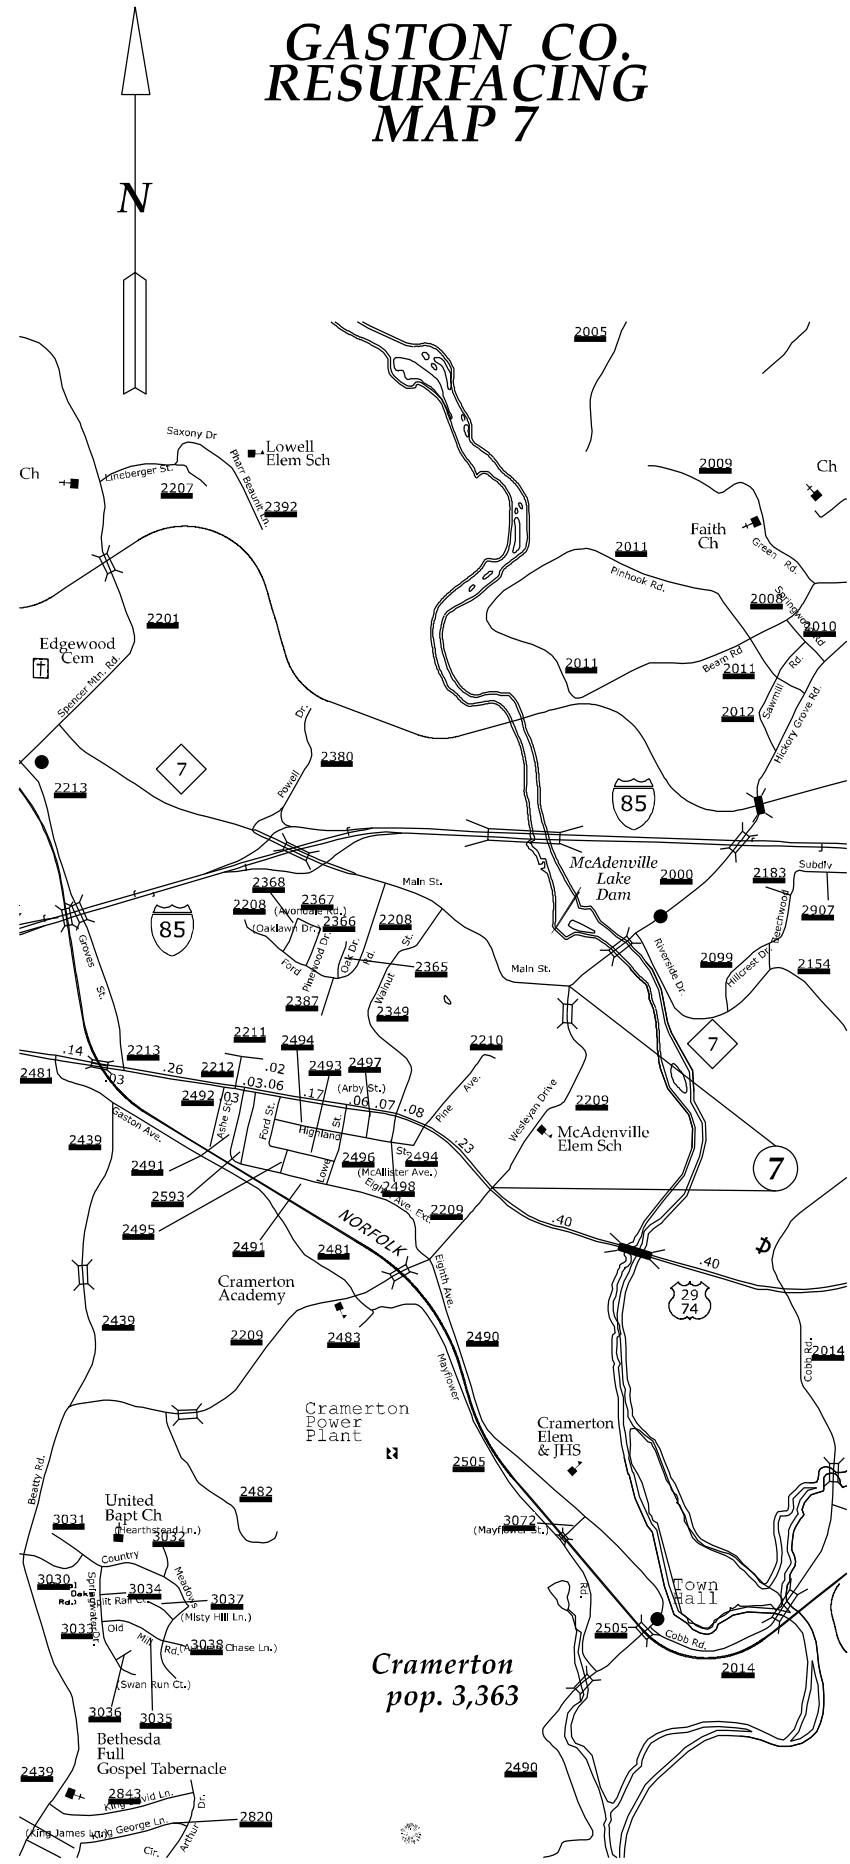 GASTON CO.
RESURFACING
MAP 7
N
2005
Saxony Dr
Lowell
Elem Sch
Ch
Lineberger St.
Pharr Beaunit Ln.
2207
2392
2009
Ch
Faith
Ch
Green Rd.
2011
Pinhook Rd.
2008
Springwood Rd
2010
2201
Edgewood
Cem
Spencer Mtn. Rd.
2011
Beam Rd
2011
Sawmill Rd.
2012
Hickory Grove Rd.
Powell Dr.
7
2380
2213
85
McAdenville
Lake
Dam
2000
2183
Subdiv
Main St.
2368
2367
2208
(Avondale Rd.)
2366
2208
(Oaklawn Dr.)
Beechwood
2907
85
Groves St.
Ford Rd.
Pinewood Dr.
Oak Dr.
Walnut St.
2365
Main St.
Riverside Dr.
2099
Hillcrest Dr.
2154
2387
2349
7
2211
2494
2210
.14
2213
.26
2212
.02
2493
2497
2481
.03
.03
.06
(Arby St.)
.17
.06
.07
.08
2492
.03
Ashe St.
Ford St.
Pine Ave.
Wesleyan Drive
2209
Gaston Ave.
Highland St.
.23
McAdenville
Elem Sch
2439
2491
Lowe St.
2496
2494
(McAllister Ave.)
7
2593
2498
Eighth Ave. Ext.
2209
2495
NORFOLK
.40
2491
2481
.40
Cramerton
Academy
Eighth Ave.
29
74
2439
2209
2483
2490
Cobb Rd.
2014
Mayflower Rd.
Cramerton
Power
Plant
Cramerton
Elem
& JHS
Beatty Rd.
2505
2482
United
Bapt Ch
3031
(Hearthstead Ln.)
3032
3072
(Mayflower St.)
Country Meadows
3030
Oak
Rd.)
3034
Split Rail Ct.
3037
(Misty Hill Ln.)
Town
Hall
Springwater Dr.
3033
Old Mill Rd.
3038
Chase Ln.)
2505
Cobb Rd.
2014
(Swan Run Ct.)
Cramerton
pop. 3,363
3036
3035
Bethesda
Full
Gospel Tabernacle
2439
2490
2843
King David Ln.
2820
(King James Ln.)
King George Ln.
Arthur Dr.
Cir.